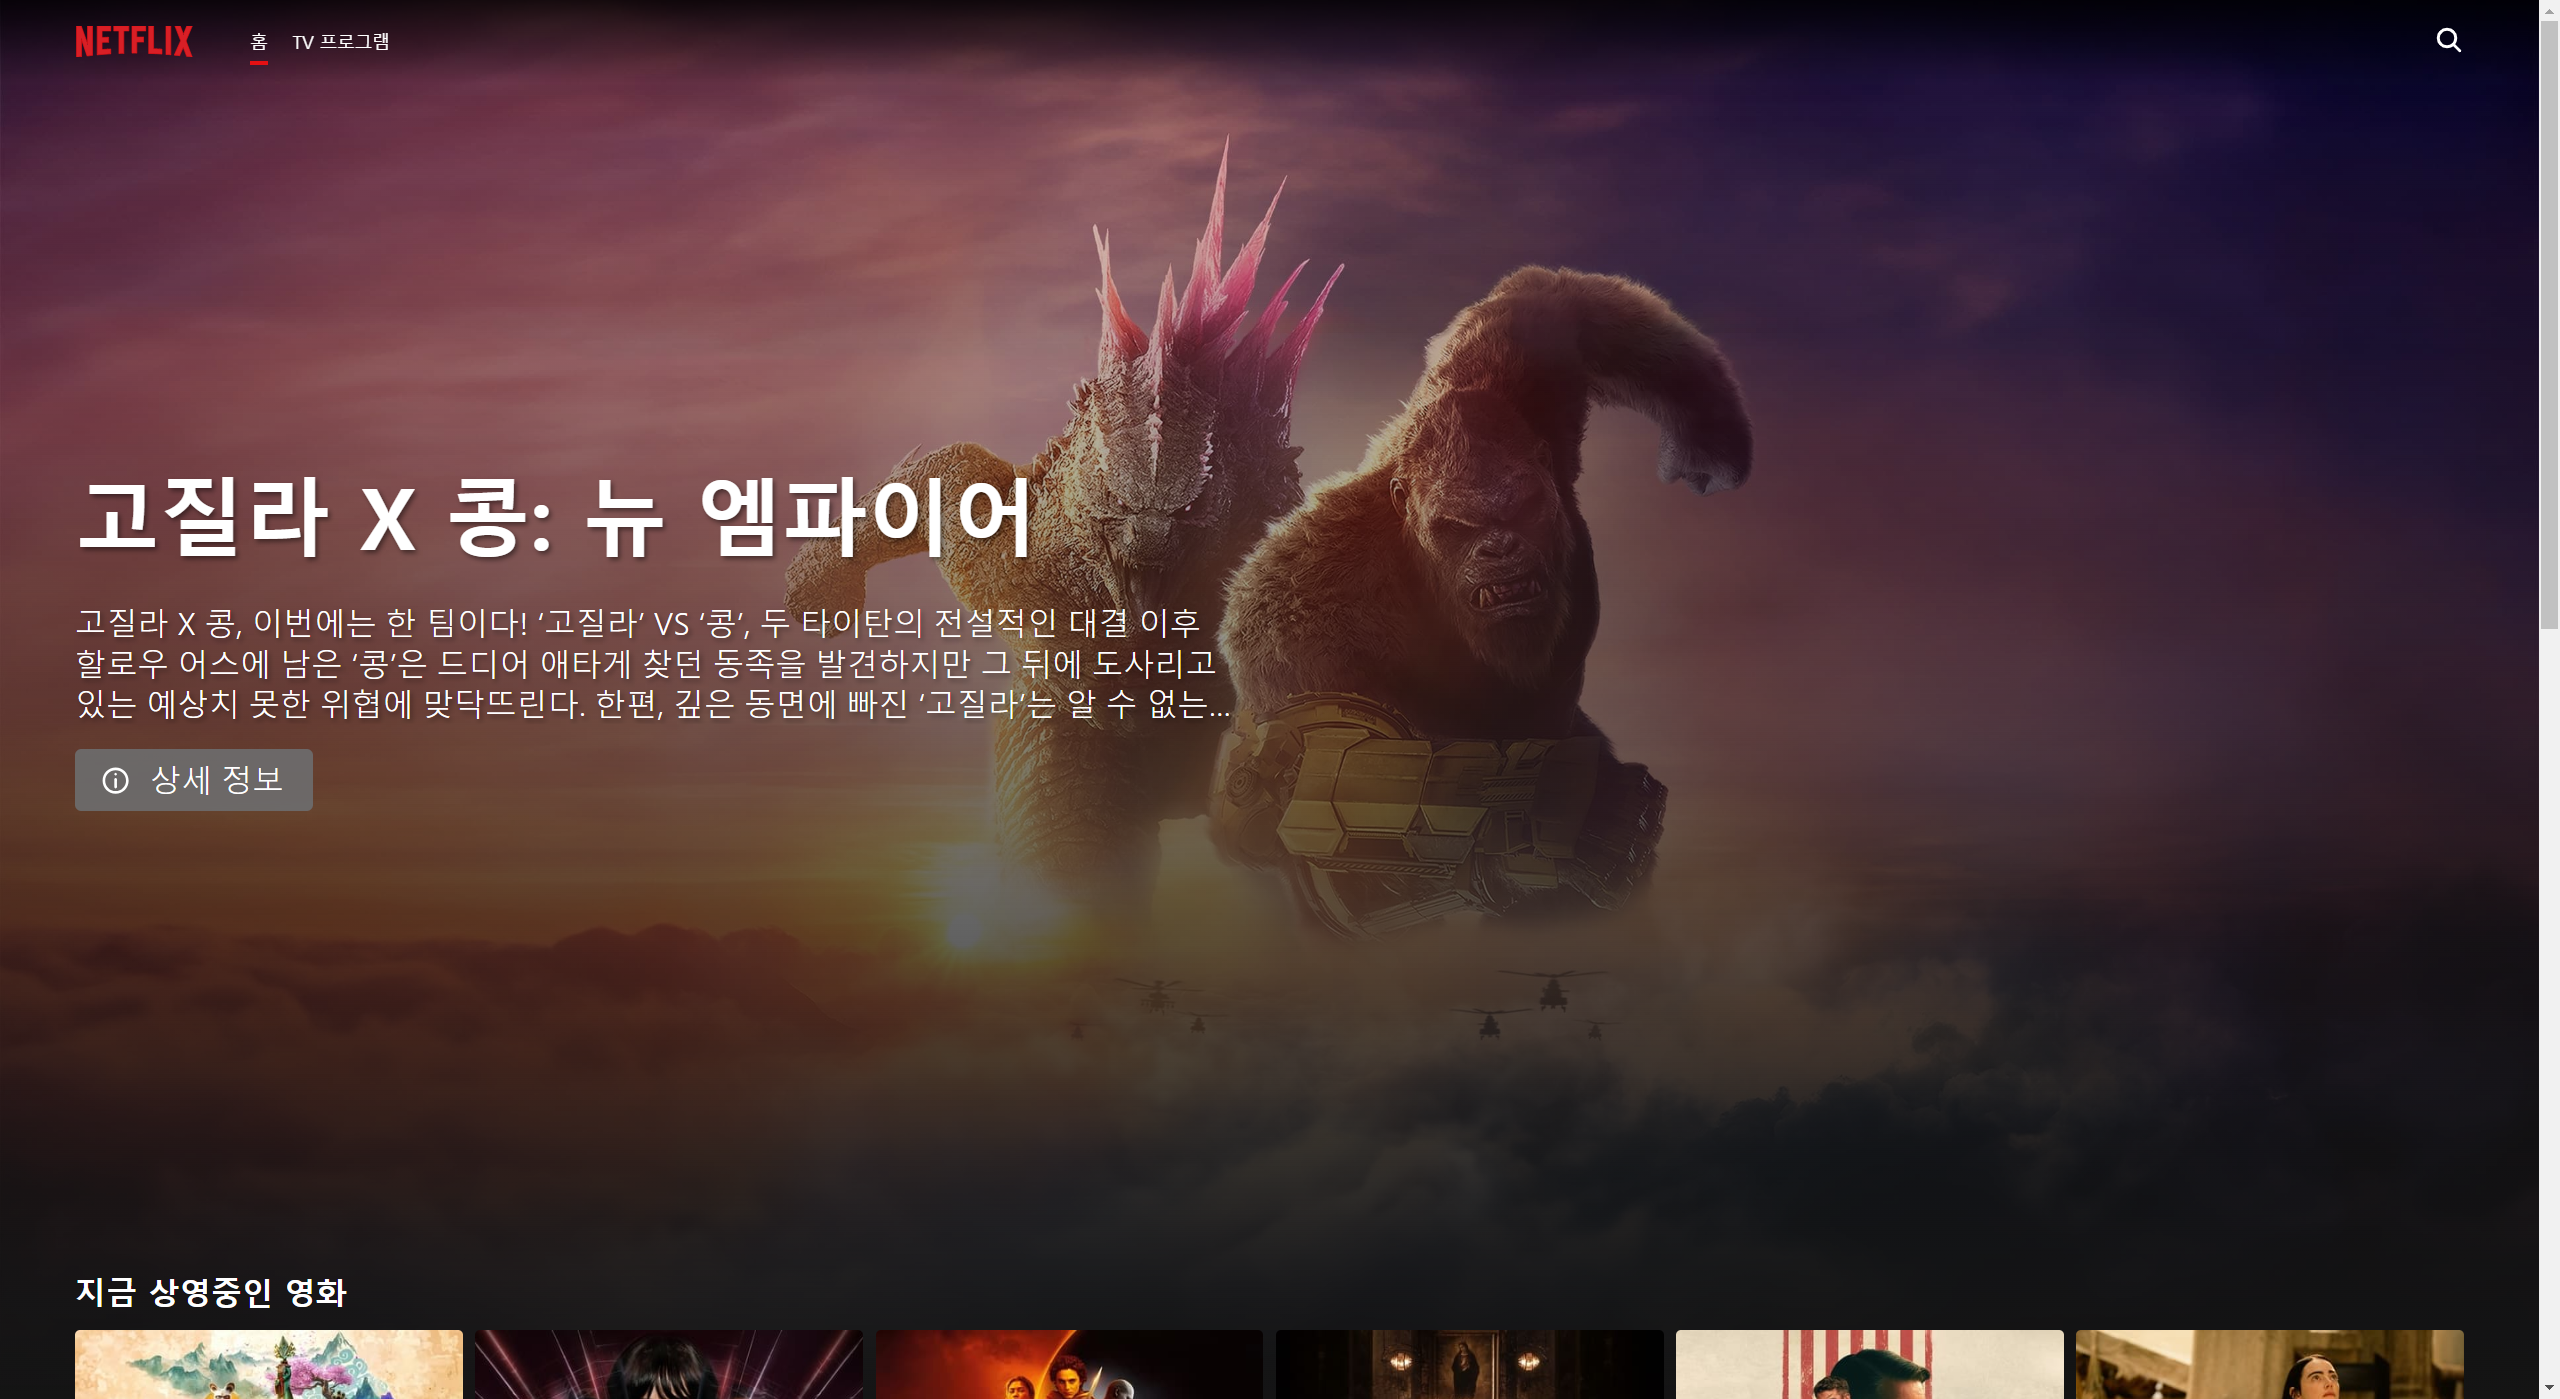 NETFLIX
홈
TV 프로그램
고질라 X 콩: 뉴 엠파이어
고질라 X 콩, 이번에는 한 팀이다! ‘고질라’ VS ‘콩’, 두 타이탄의 전설적인 대결 이후
할로우 어스에 남은 ‘콩’은 드디어 애타게 찾던 동족을 발견하지만 그 뒤에 도사리고
있는 예상치 못한 위협에 맞닥뜨린다. 한편, 깊은 동면에 빠진 ‘고질라’는 알 수 없는...
상세 정보
지금 상영중인 영화